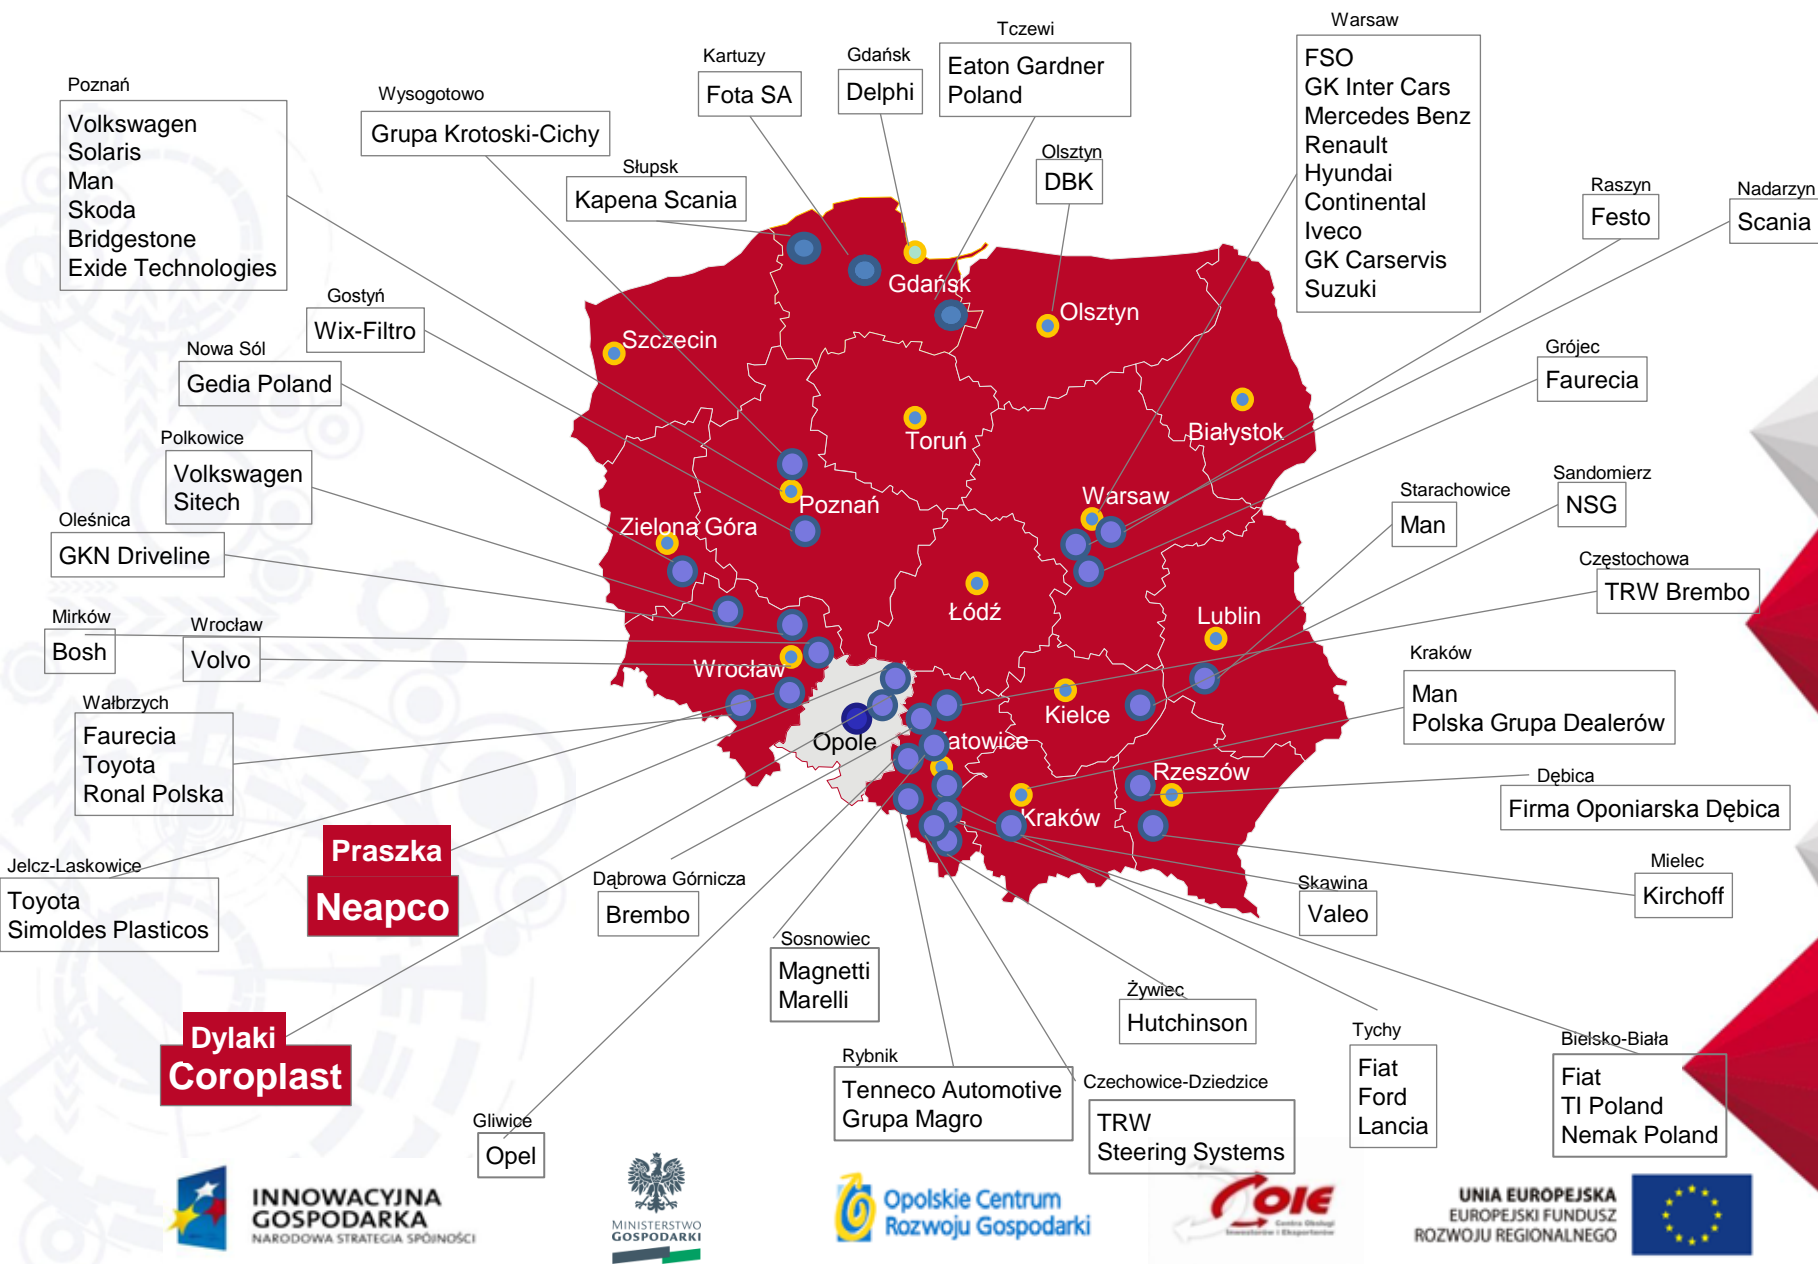 Poznań
Volkswagen
Solaris
Man
Skoda
Bridgestone
Exide Technologies
Wysogotowo
Grupa Krotoski-Cichy
Kartuzy
Fota SA
Gdańsk
Delphi
Tczewi
Eaton Gardner
Poland
Warsaw
FSO
GK Inter Cars
Mercedes Benz
Renault
Hyundai
Continental
Iveco
GK Carservis
Suzuki
Słupsk
Kapena Scania
Olsztyn
DBK
Raszyn
Festo
Nadarzyn
Scania
Gostyń
Wix-Filtro
Nowa Sól
Gedia Poland
Grójec
Faurecia
Polkowice
Volkswagen
Sitech
Oleśnica
GKN Driveline
Starachowice
Man
Sandomierz
NSG
Częstochowa
TRW Brembo
Mirków
Bosh
Wrocław
Volvo
Kraków
Man
Polska Grupa Dealerów
Wałbrzych
Faurecia
Toyota
Ronal Polska
Dębica
Firma Oponiarska Dębica
Gdańsk
Olsztyn
Szczecin
Toruń
Białystok
Poznań
Warsaw
Zielona Góra
Łódź
Lublin
Wrocław
Opole
Kielce
atowice
Rzeszów
Kraków
Praszka
Neapco
Jelcz-Laskowice
Toyota
Simoldes Plasticos
Dąbrowa Górnicza
Brembo
Skawina
Valeo
Mielec
Kirchoff
Sosnowiec
Magnetti
Marelli
Żywiec
Hutchinson
Dylaki
Coroplast
Rybnik
Tenneco Automotive
Grupa Magro
Czechowice-Dziedzice
TRW
Steering Systems
Tychy
Fiat
Ford
Lancia
Bielsko-Biała
Fiat
TI Poland
Nemak Poland
Gliwice
Opel
INNOWACYJNA
GOSPODARKA
NARODOWA STRATEGIA SPÓJNOŚCI
MINISTERSTWO
GOSPODARKI
Opolskie Centrum
Rozwoju Gospodarki
COIE
Centra Obsługi
Inwestorów i Eksporterów
UNIA EUROPEJSKA
EUROPEJSKI FUNDUSZ
ROZWOJU REGIONALNEGO